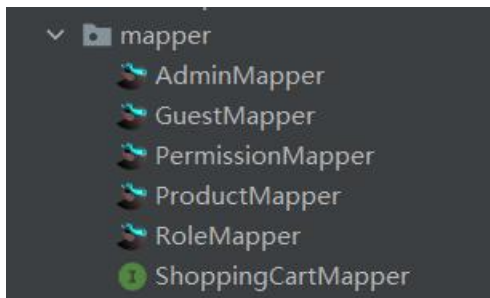 mapper
AdminMapper
GuestMapper
PermissionMapper
ProductMapper
RoleMapper
I ShoppingCartMapper